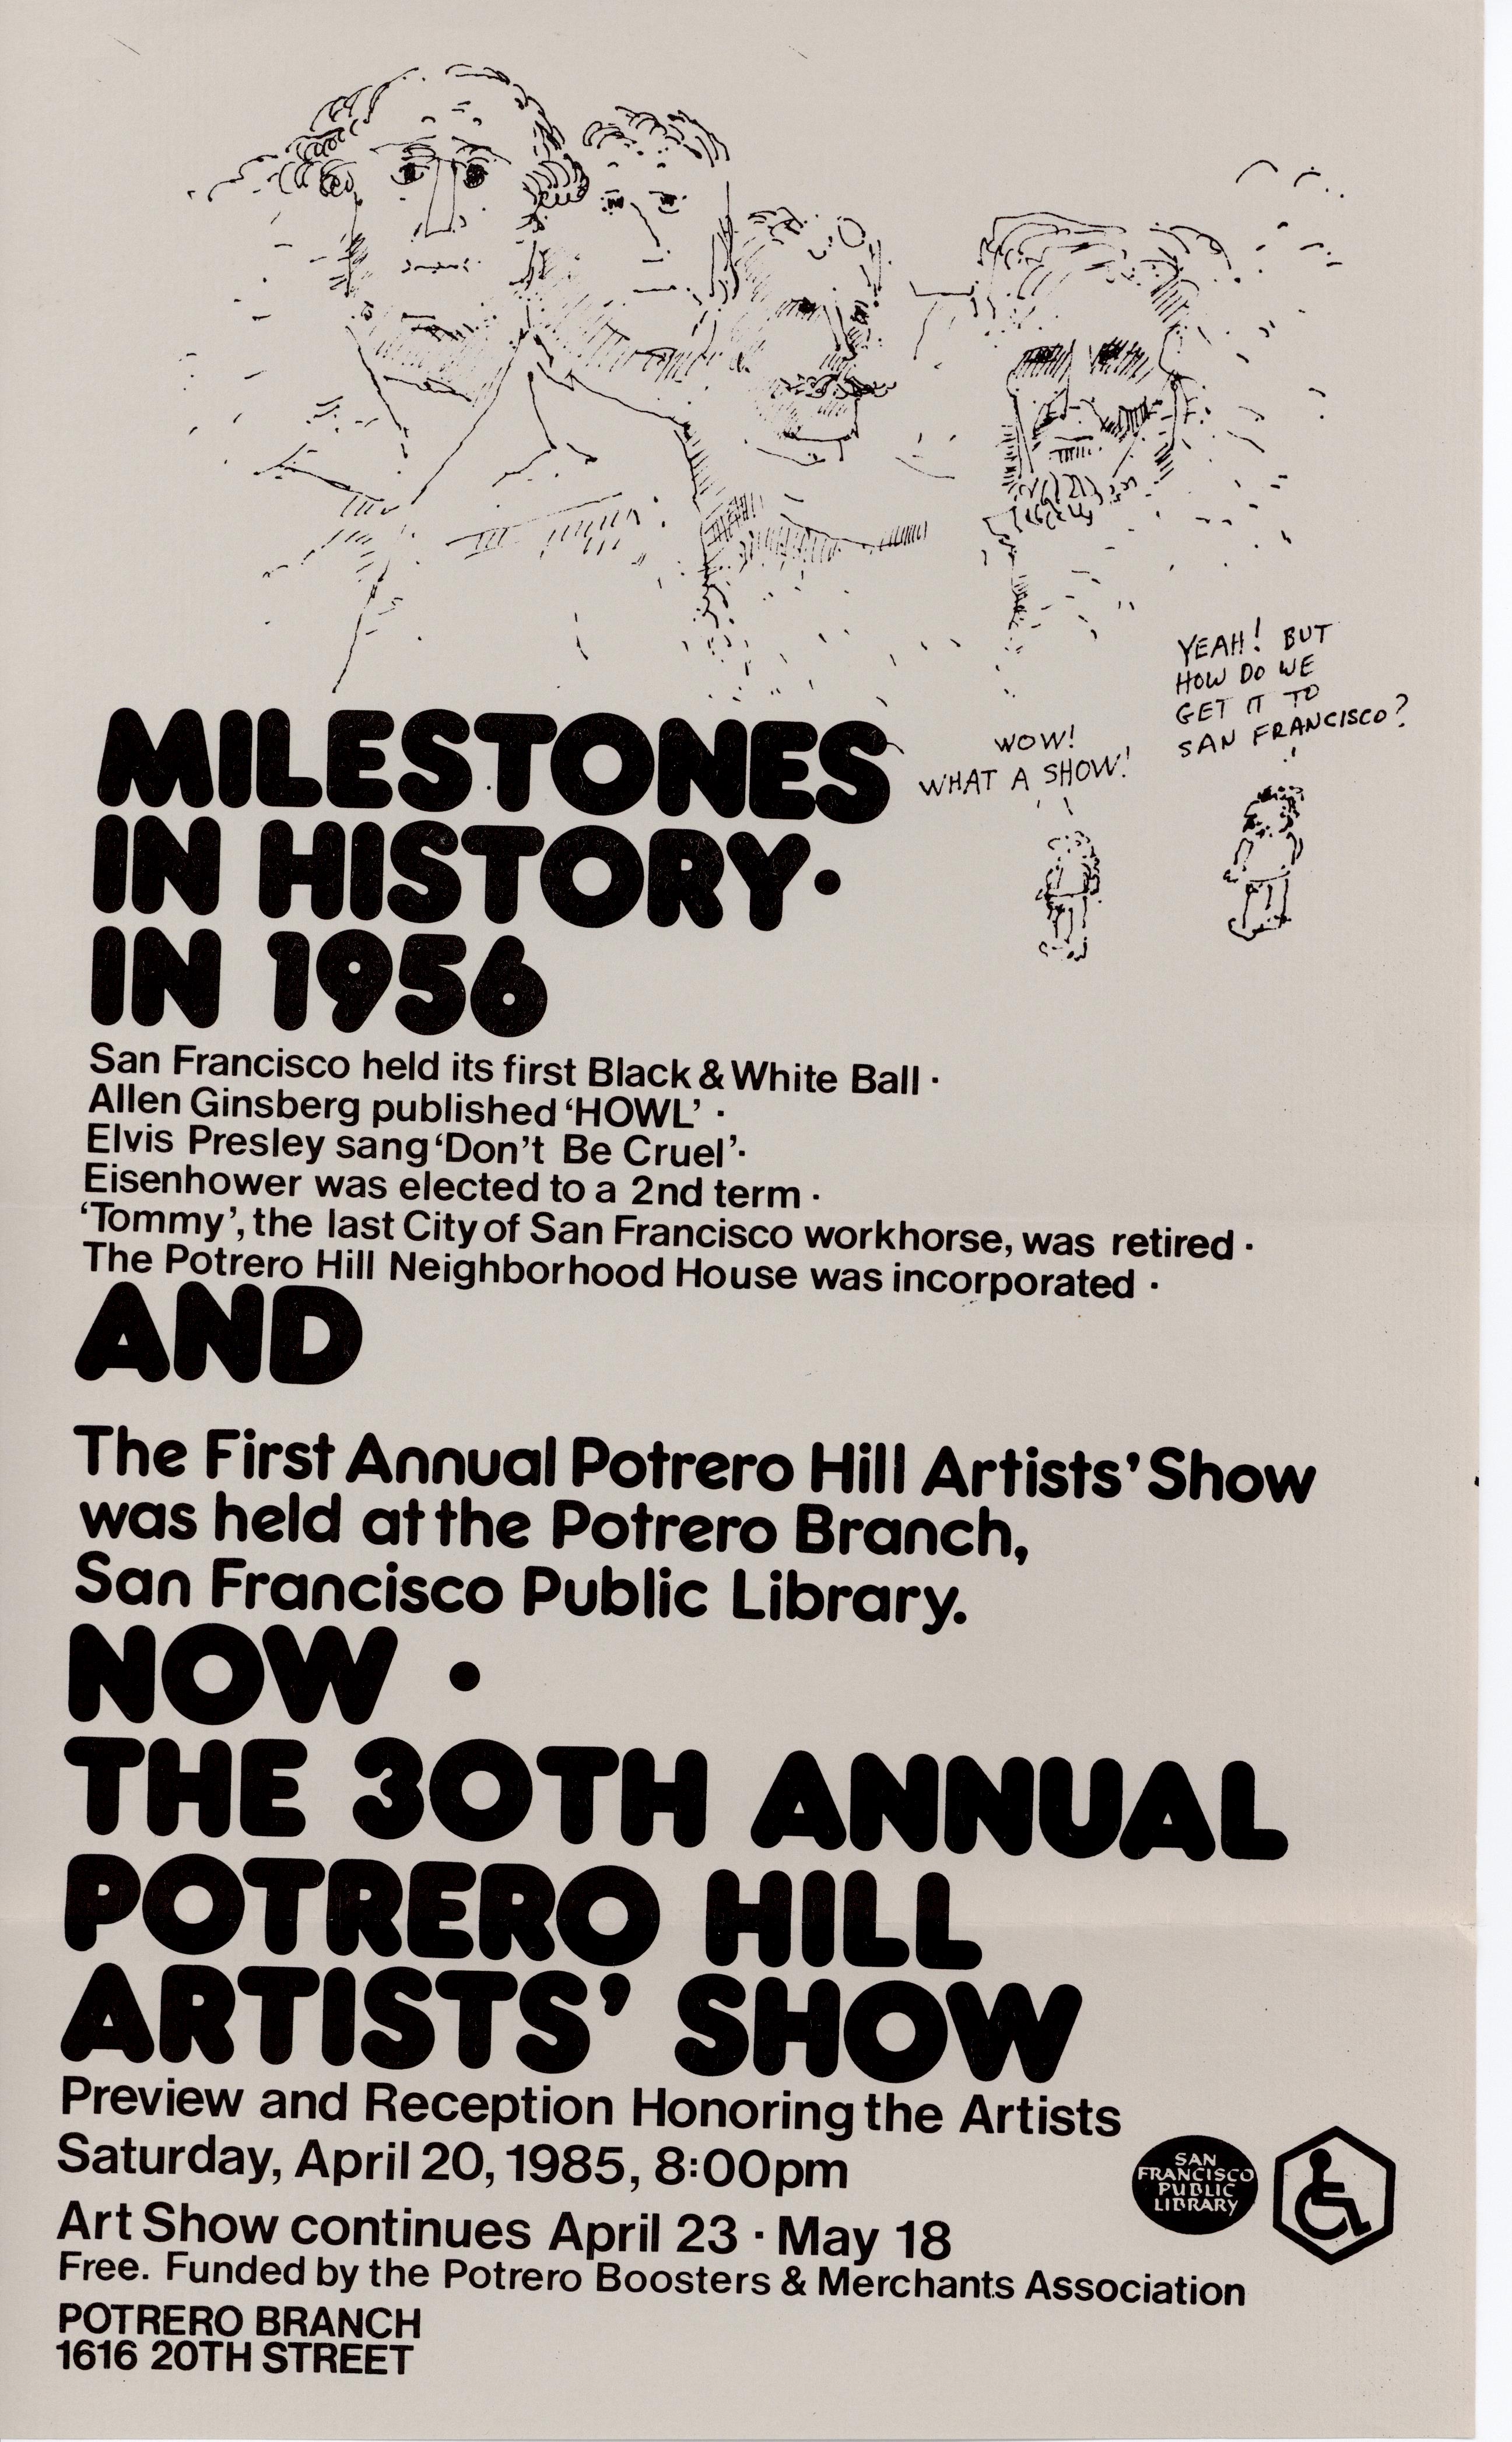 YEAH! BUT
HOW DO WE
GET IT TO
SAN FRANCISCO?
WOW!
WHAT A SHOW!
MILESTONES
IN HISTORY·
IN 1956
San Francisco held its first Black & White Ball ·
Allen Ginsberg published ‘HOWL’ ·
Elvis Presley sang ‘Don’t Be Cruel’·
Eisenhower was elected to a 2nd term ·
‘Tommy’, the last City of San Francisco workhorse, was retired ·
The Potrero Hill Neighborhood House was incorporated ·
AND
The First Annual Potrero Hill Artists’ Show
was held at the Potrero Branch,
San Francisco Public Library.
NOW ·
THE 30TH ANNUAL
POTRERO HILL
ARTISTS’ SHOW
Preview and Reception Honoring the Artists
Saturday, April 20, 1985, 8:00pm
Art Show continues April 23 · May 18
Free. Funded by the Potrero Boosters & Merchants Association
POTRERO BRANCH
1616 20TH STREET
SAN
FRANCISCO
PUBLIC
LIBRARY